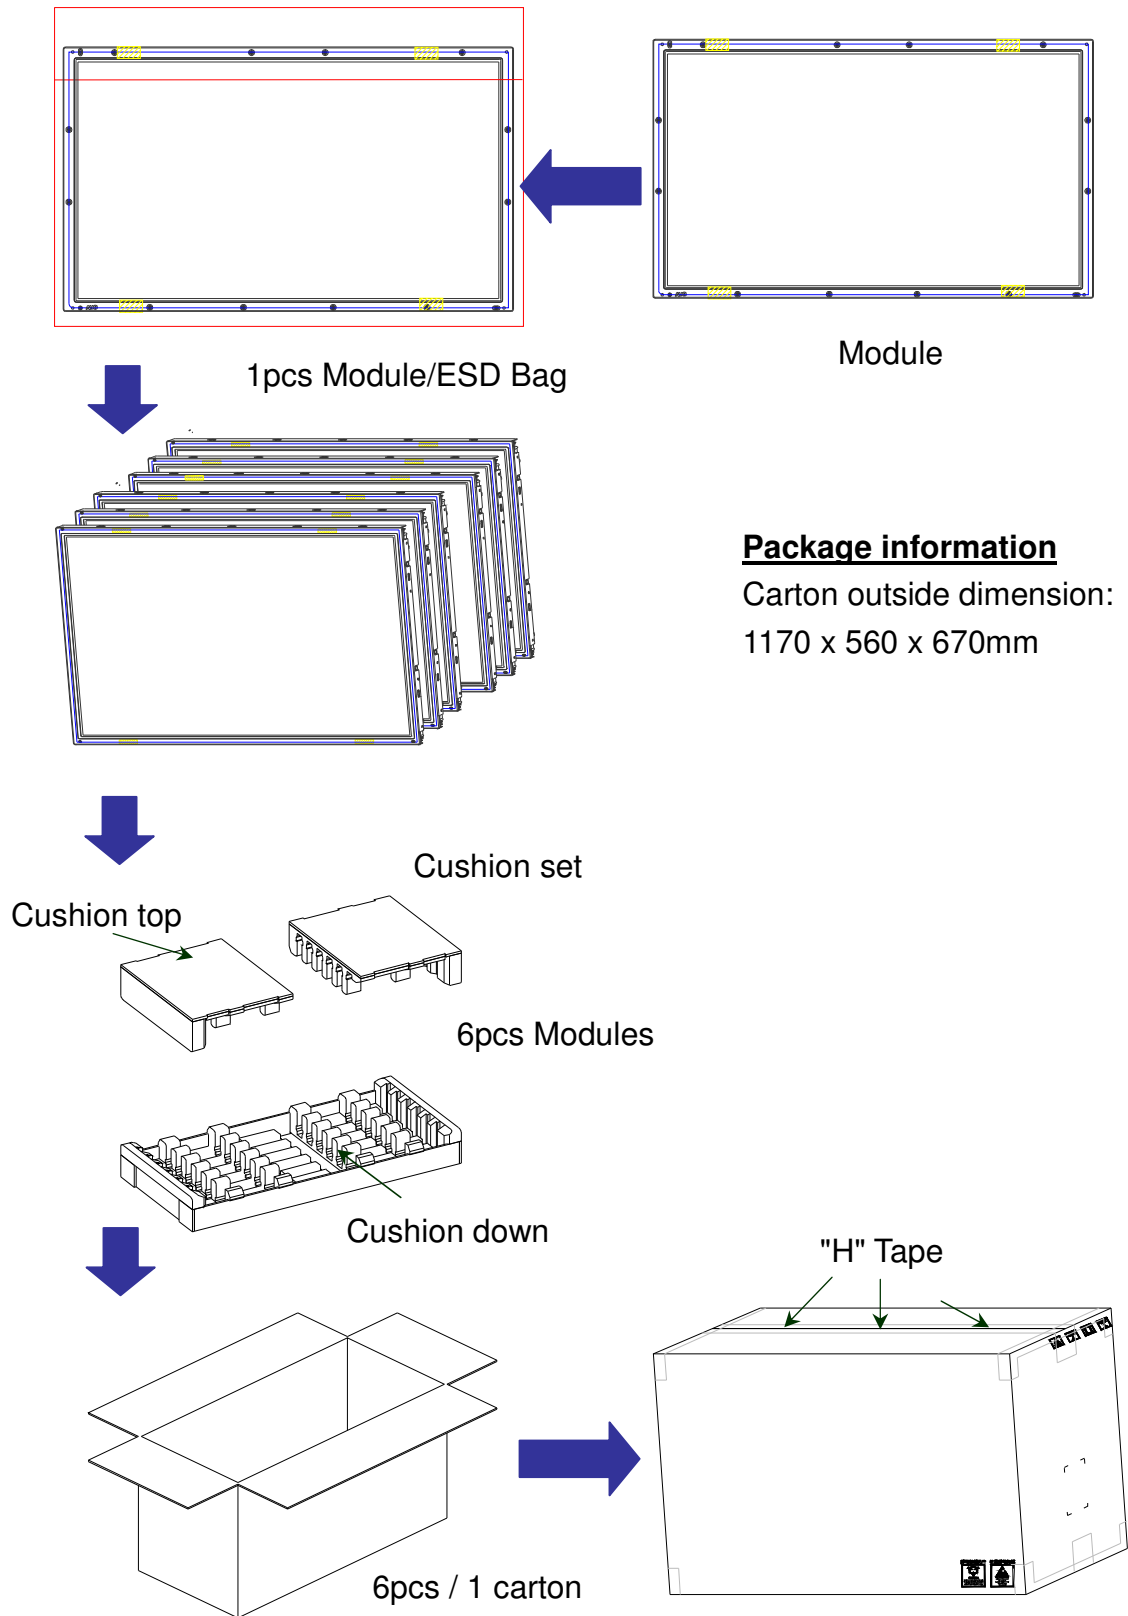 Module
1pcs Module/ESD Bag
Package information
Carton outside dimension:
1170 x 560 x 670mm
Cushion set
Cushion top
6pcs Modules
Cushion down
"H" Tape
6pcs / 1 carton